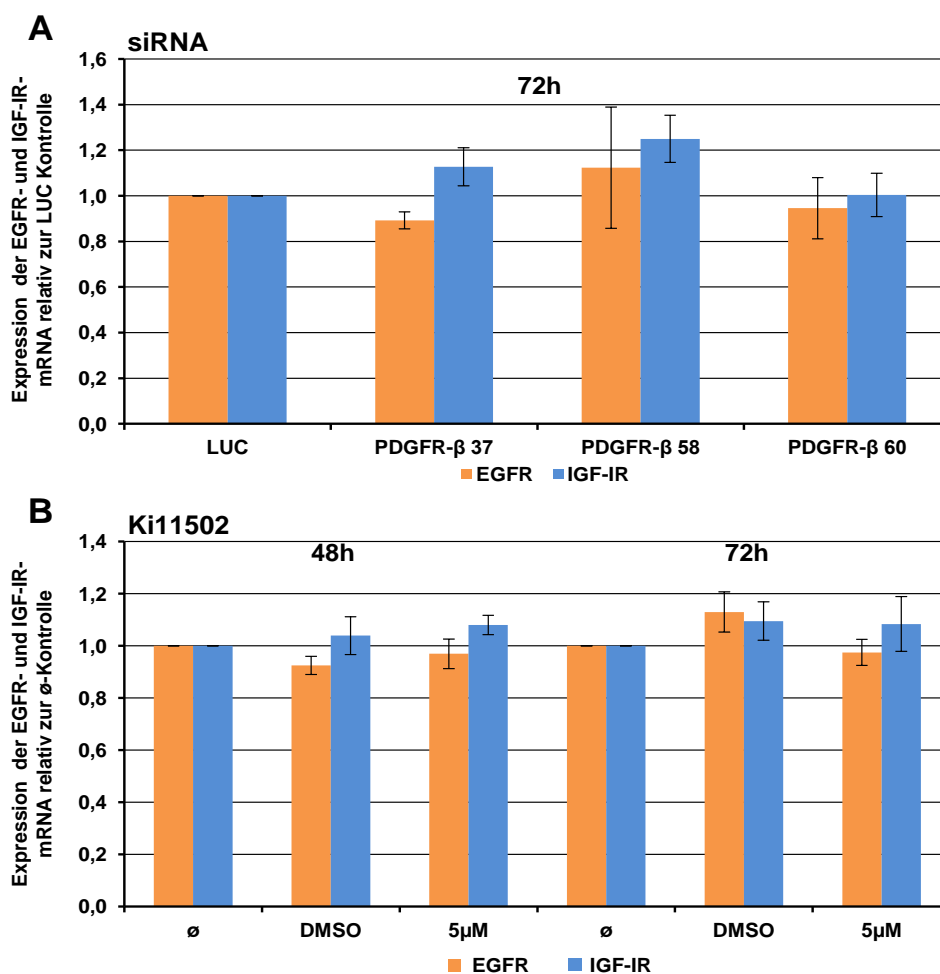 A
siRNA
72h
Expression der EGFR- und IGF-IR-
mRNA relativ zur LUC Kontrolle
1,6
1,4
1,2
1,0
0,8
0,6
0,4
0,2
0,0
LUC PDGFR-β 37 PDGFR-β 58 PDGFR-β 60
EGFR IGF-IR
B
Ki11502
48h 72h
Expression der EGFR- und IGF-IR-
mRNA relativ zur ø-Kontrolle
1,4
1,2
1,0
0,8
0,6
0,4
0,2
0,0
ø DMSO 5µM ø DMSO 5µM
EGFR IGF-IR